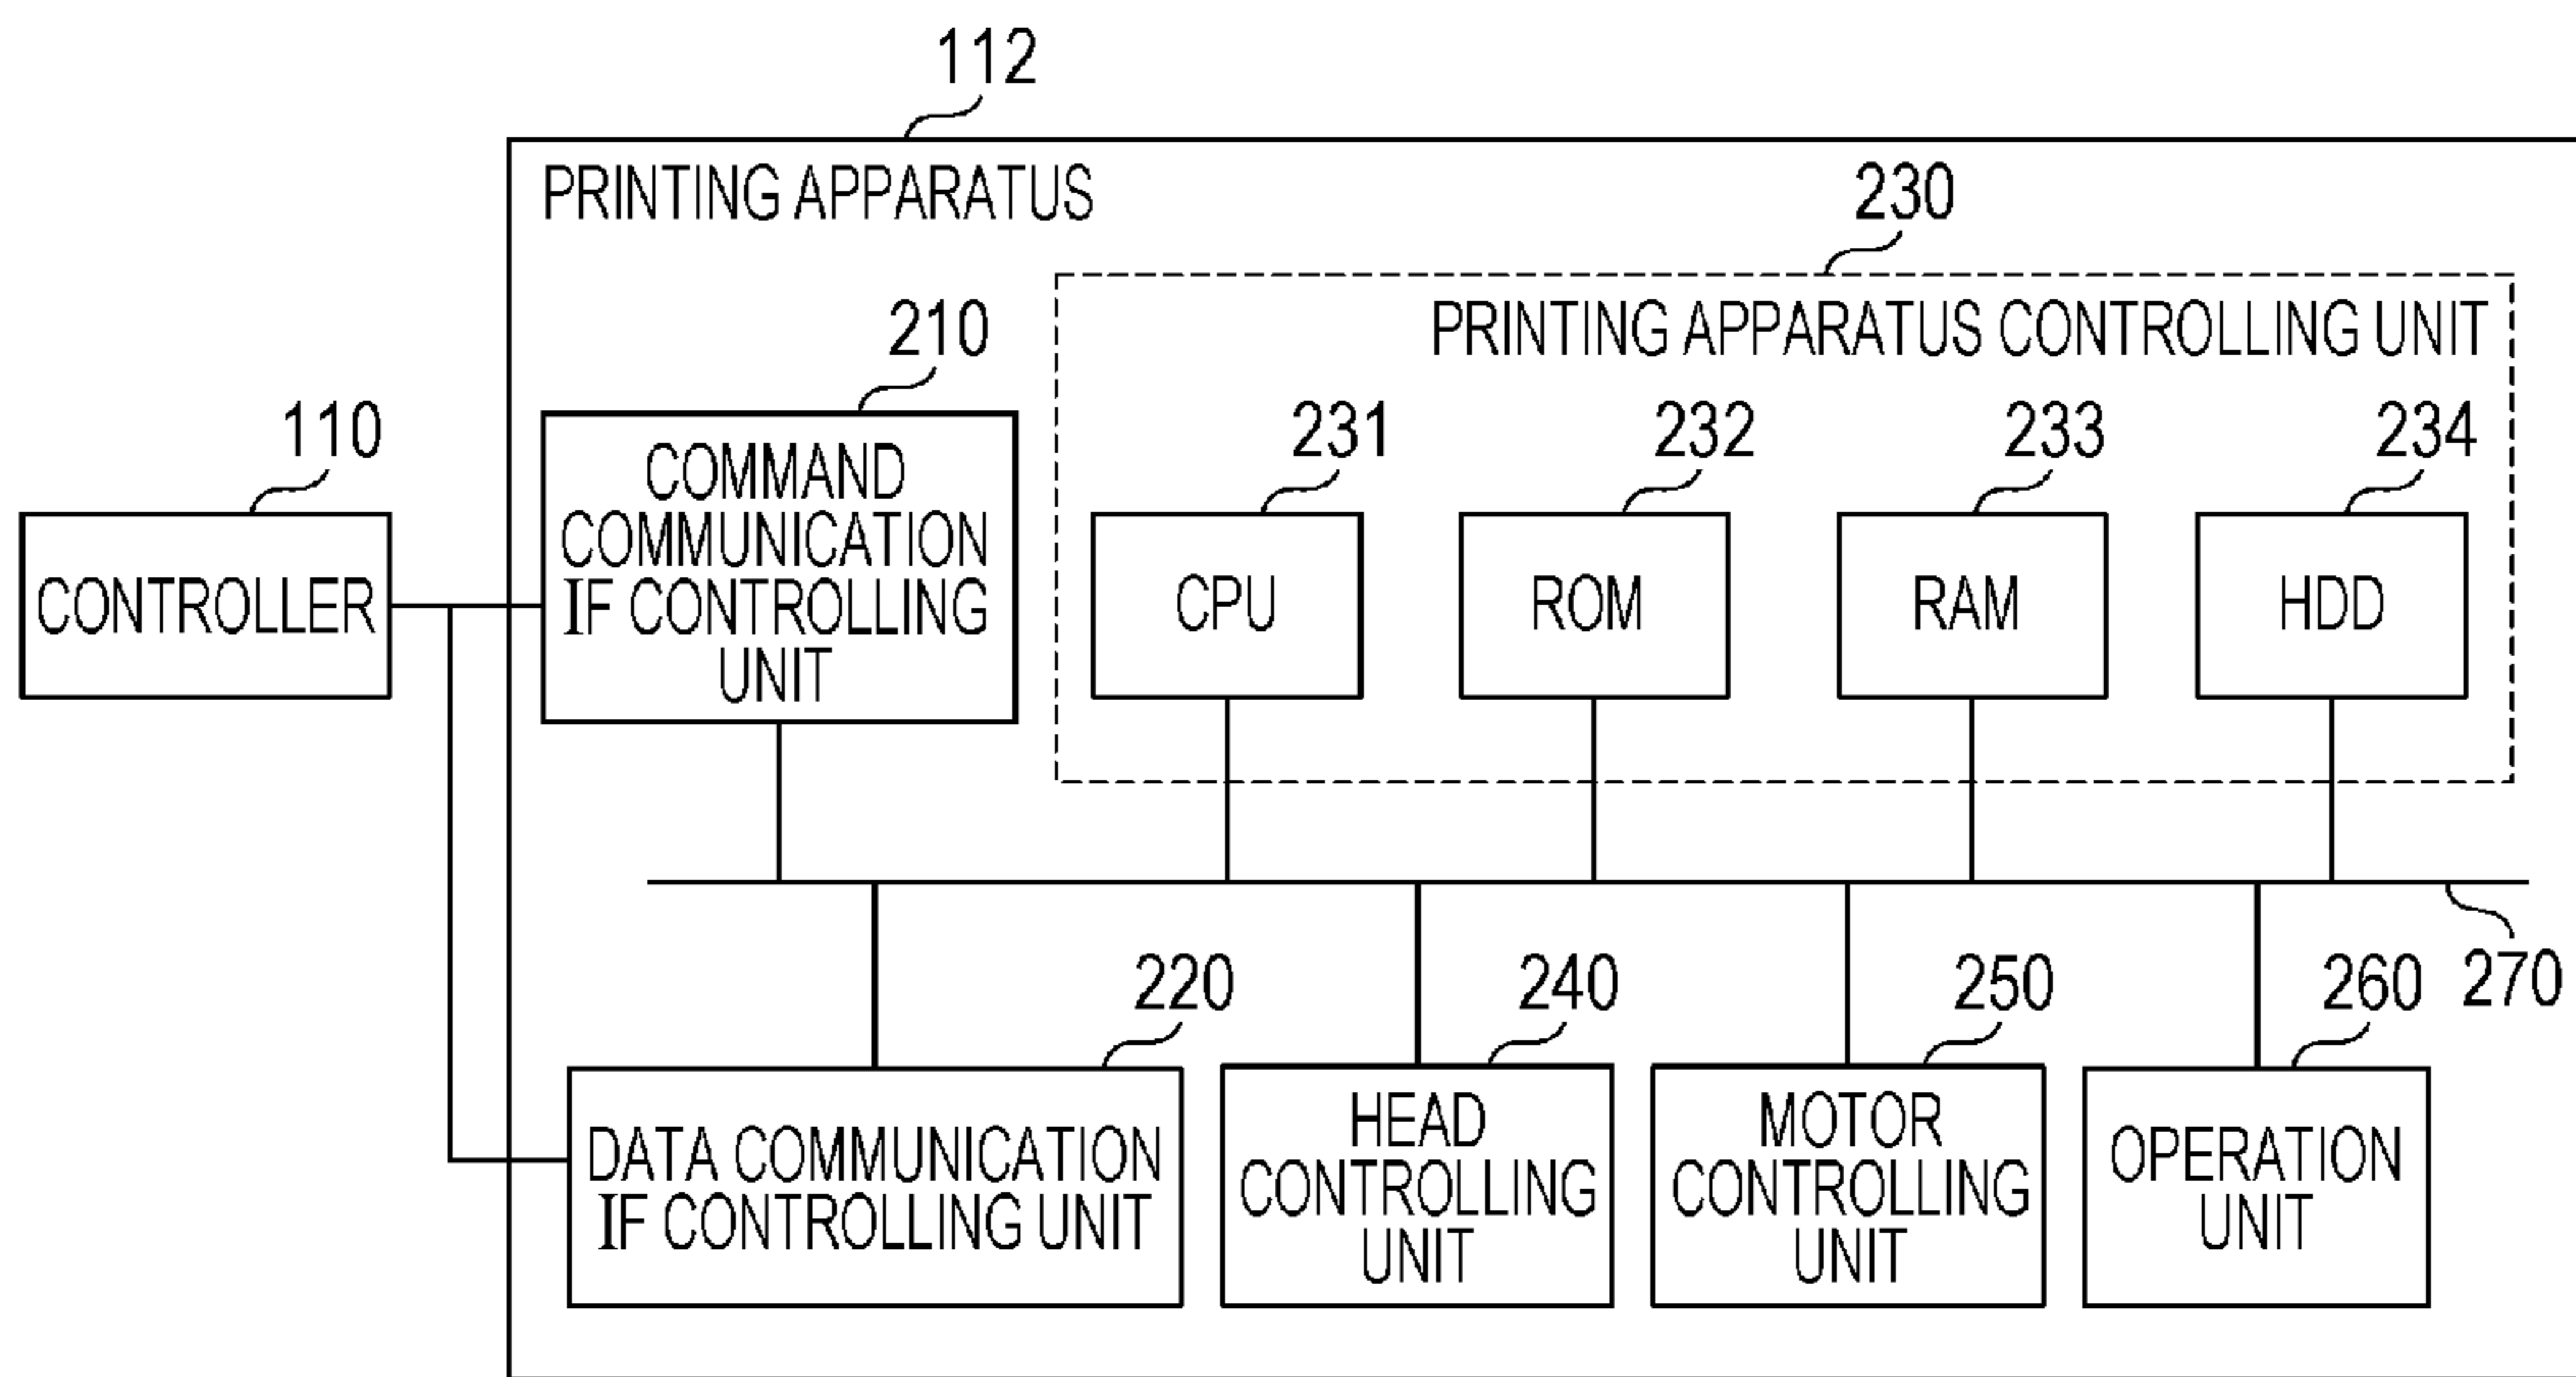 112
PRINTING APPARATUS
230
PRINTING APPARATUS CONTROLLING UNIT
210
110
231
232
233
234
COMMAND
COMMUNICATION
IF CONTROLLING
UNIT
CONTROLLER
CPU
ROM
RAM
HDD
270
220
240
250
260
DATA COMMUNICATION
IF CONTROLLING UNIT
HEAD
CONTROLLING
UNIT
MOTOR
CONTROLLING
UNIT
OPERATION
UNIT